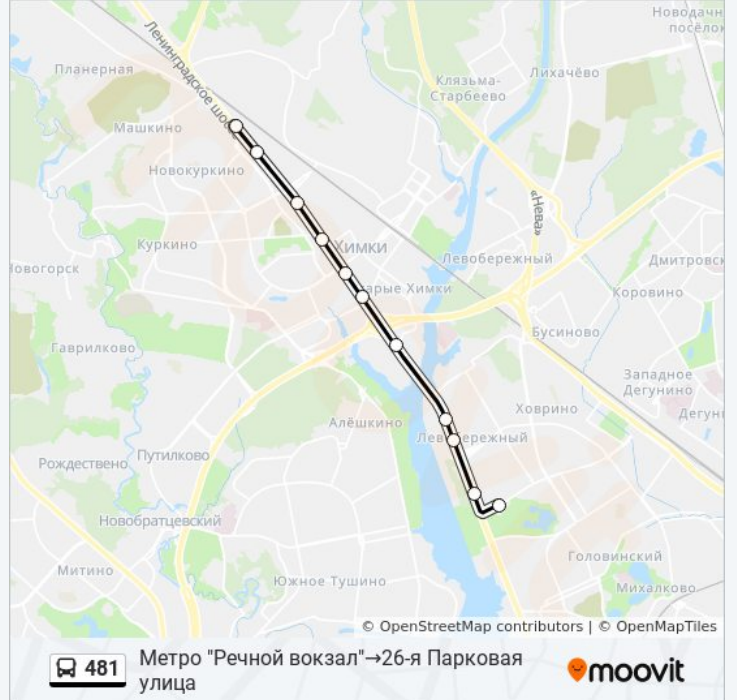 Новодачн
посёлок
Ленинградское шос
Планерная
Клязьма-
Старбеево
Лихачёво
Машкино
Новокуркино
«Нева»
Куркино
ХИМКИ
Левобережный
Дмитровск
Новогорск
арые Химки
Коровино
Бусиново
Гаврилково
Западное
Дегунино
Ховрино
Дегун
Алёшкино
Левобережный
Рождествено
Путилково
Новобратцевский
Головинский
Митино
Южное Тушино
Михалково
© OpenStreetMap contributors | © OpenMapTiles
481
Метро "Речной вокзал"→26-я Парковая
улица
moovit